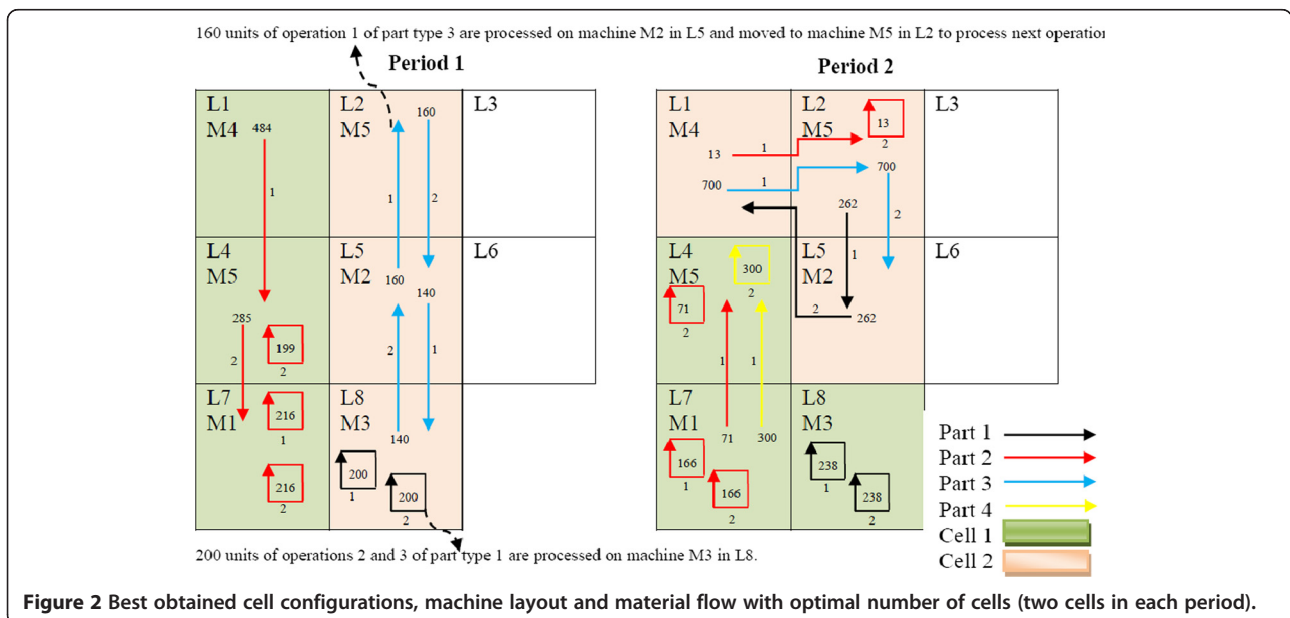 160 units of operation 1 of part type 3 are processed on machine M2 in L5 and moved to machine M5 in L2 to process next operation
Period 1
Period 2
L1
M4
484
1
L2
M5
160
1
2
L3
L4
M5
285
2
199
2
L5
M2
160
140
2
1
L6
L7
M1
216
1
216
2
L8
M3
140
200
1
200
2
L1
M4
13
1
700
1
L2
M5
13
2
700
262
2
L3
L4
M5
300
2
71
2
1
1
L5
M2
1
2
262
L6
L7
M1
71
300
166
1
166
2
L8
M3
238
1
238
2
Part 1
Part 2
Part 3
Part 4
Cell 1
Cell 2
200 units of operations 2 and 3 of part type 1 are processed on machine M3 in L8.
Figure 2 Best obtained cell configurations, machine layout and material flow with optimal number of cells (two cells in each period).